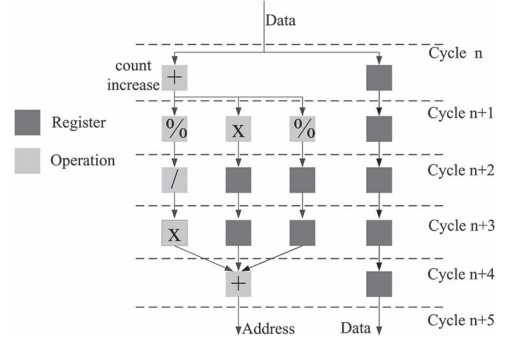 Data
Cycle n
count
increase
+
Cycle n+1
% x %
Register
Operation
Cycle n+2
/
Cycle n+3
x
Cycle n+4
+
Cycle n+5
Address Data